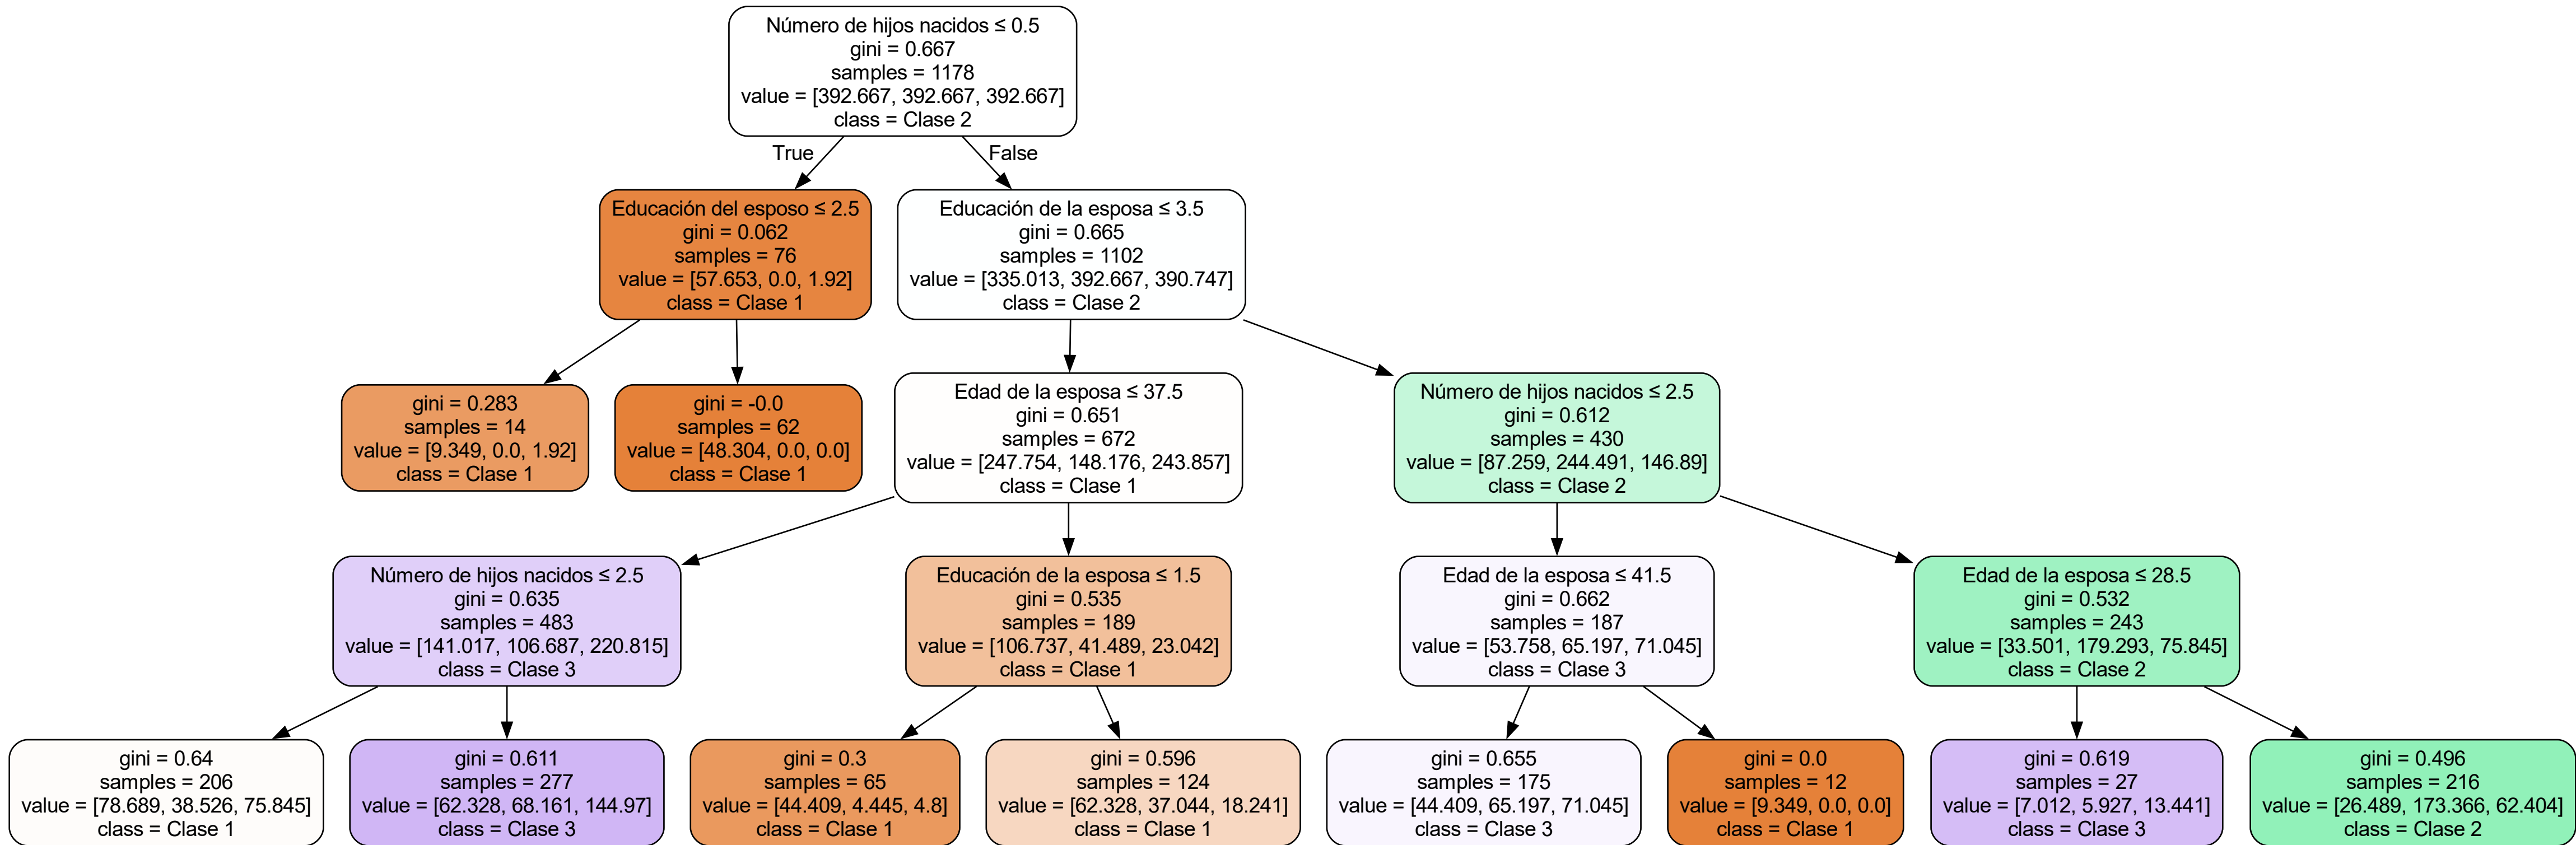 Número de hijos nacidos ≤ 0.5
gini = 0.667
samples = 1178
value = [392.667, 392.667, 392.667]
class = Clase 2
True
False
Educación del esposo ≤ 2.5
gini = 0.062
samples = 76
value = [57.653, 0.0, 1.92]
class = Clase 1
Educación de la esposa ≤ 3.5
gini = 0.665
samples = 1102
value = [335.013, 392.667, 390.747]
class = Clase 2
gini = 0.283
samples = 14
value = [9.349, 0.0, 1.92]
class = Clase 1
gini = -0.0
samples = 62
value = [48.304, 0.0, 0.0]
class = Clase 1
Edad de la esposa ≤ 37.5
gini = 0.651
samples = 672
value = [247.754, 148.176, 243.857]
class = Clase 1
Número de hijos nacidos ≤ 2.5
gini = 0.612
samples = 430
value = [87.259, 244.491, 146.89]
class = Clase 2
Número de hijos nacidos ≤ 2.5
gini = 0.635
samples = 483
value = [141.017, 106.687, 220.815]
class = Clase 3
Educación de la esposa ≤ 1.5
gini = 0.535
samples = 189
value = [106.737, 41.489, 23.042]
class = Clase 1
Edad de la esposa ≤ 41.5
gini = 0.662
samples = 187
value = [53.758, 65.197, 71.045]
class = Clase 3
Edad de la esposa ≤ 28.5
gini = 0.532
samples = 243
value = [33.501, 179.293, 75.845]
class = Clase 2
gini = 0.64
samples = 206
value = [78.689, 38.526, 75.845]
class = Clase 1
gini = 0.611
samples = 277
value = [62.328, 68.161, 144.97]
class = Clase 3
gini = 0.3
samples = 65
value = [44.409, 4.445, 4.8]
class = Clase 1
gini = 0.596
samples = 124
value = [62.328, 37.044, 18.241]
class = Clase 1
gini = 0.655
samples = 175
value = [44.409, 65.197, 71.045]
class = Clase 3
gini = 0.0
samples = 12
value = [9.349, 0.0, 0.0]
class = Clase 1
gini = 0.619
samples = 27
value = [7.012, 5.927, 13.441]
class = Clase 3
gini = 0.496
samples = 216
value = [26.489, 173.366, 62.404]
class = Clase 2